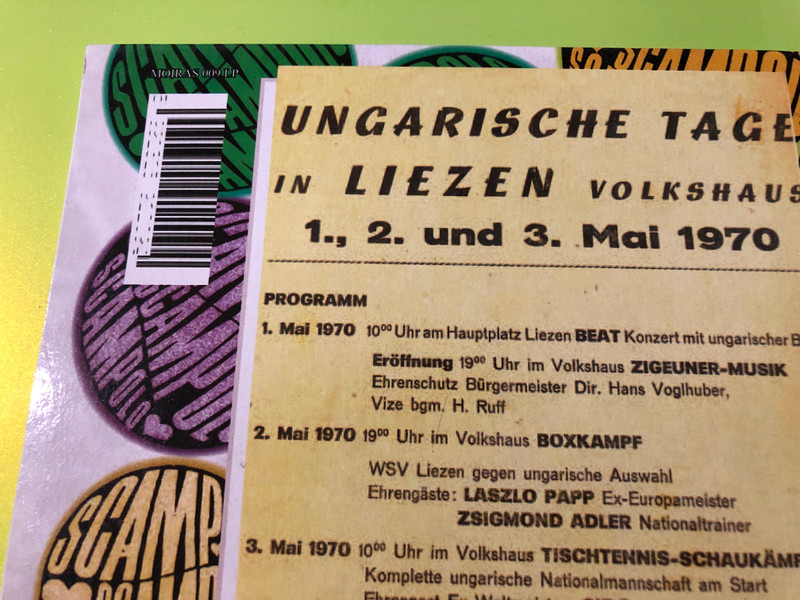 MOIRAS 009 LP
SCAMPOLO
SCAMPOLO
UNGARISCHE TAGE
IN LIEZEN VOLKSHAUS
1., 2. und 3. Mai 1970
PROGRAMM
1. Mai 1970 10⁰⁰ Uhr am Hauptplatz Liezen BEAT Konzert mit ungarischer
Eröffnung 19⁰⁰ Uhr im Volkshaus ZIGEUNER-MUSIK
Ehrenschutz Bürgermeister Dir. Hans Voglhuber,
Vize bgm. H. Ruff
2. Mai 1970 19⁰⁰ Uhr im Volkshaus BOXKAMPF
WSV Liezen gegen ungarische Auswahl
Ehrengäste: LASZLO PAPP Ex-Europameister
ZSIGMOND ADLER Nationaltrainer
3. Mai 1970 10⁰⁰ Uhr im Volkshaus TISCHTENNIS-SCHAUKÄMP
Komplette ungarische Nationalmannschaft am Start